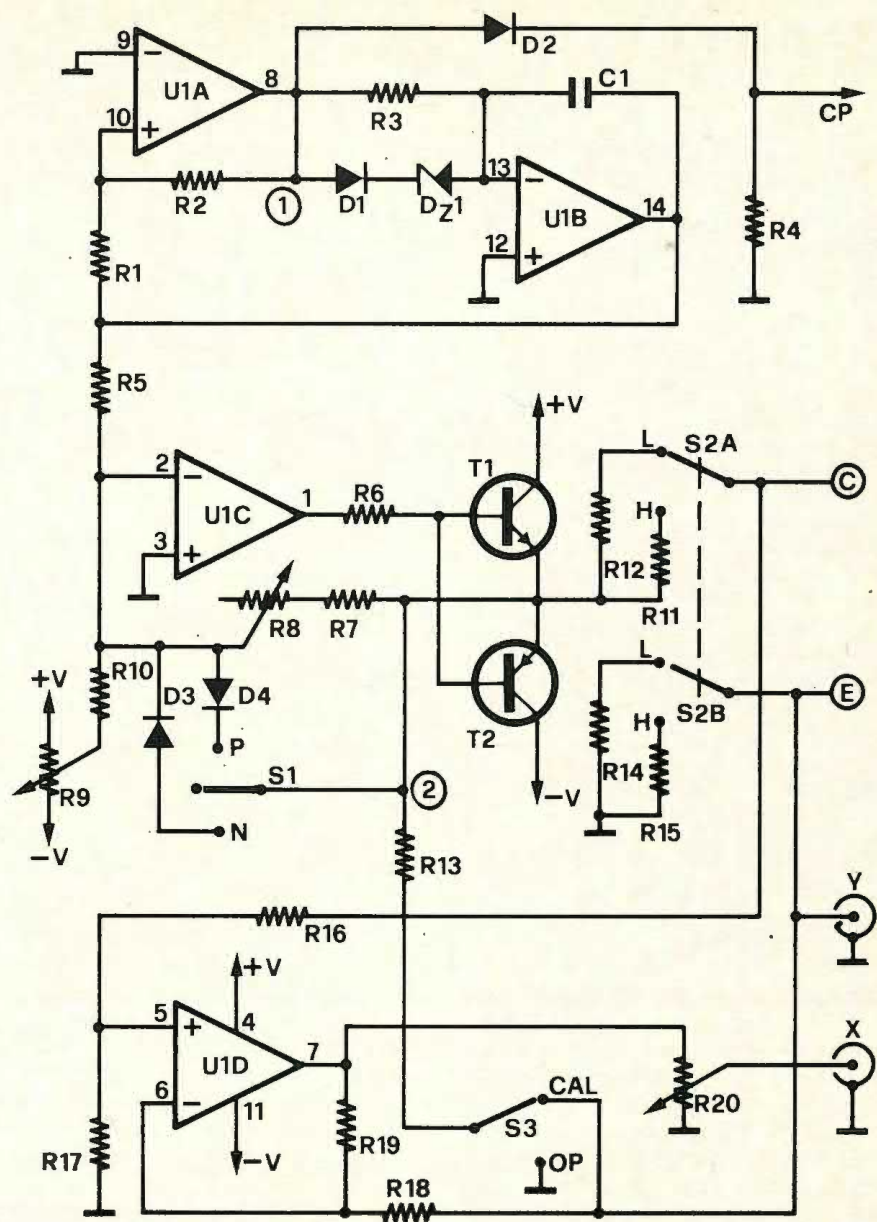 9
−
8
U1A
10
+
D2
R3
C1
CP
R2
1
D1
DZ1
13
−
14
U1B
12
+
R4
R1
R5
+V
2
−
1
U1C
3
+
R6
T1
L
S2A
C
H
R12
R11
R8
R7
R10
D3
D4
+V
P
S1
2
T2
L
S2B
E
H
R14
R15
R9
−V
N
−V
R13
R16
Y
+V
5
+
4
7
U1D
6
−
11
−V
X
CAL
R20
S3
R17
R19
OP
R18